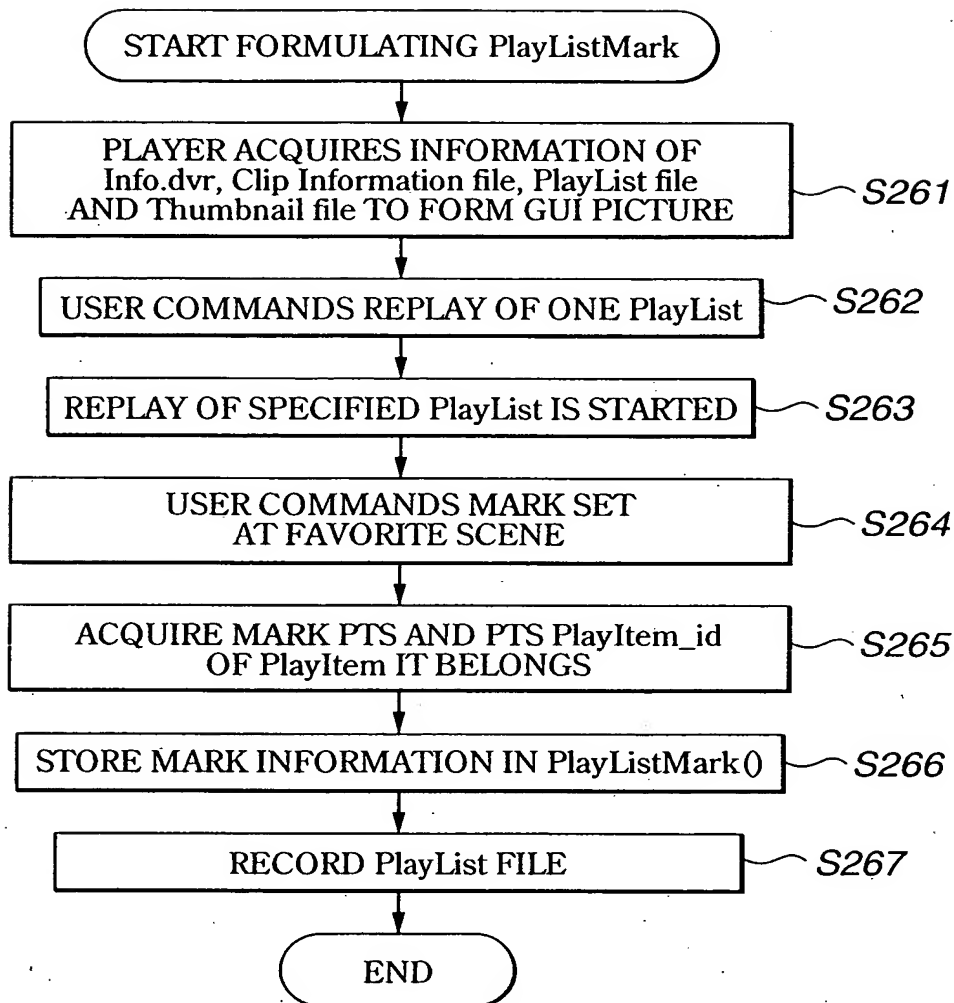 START FORMULATING PlayListMark
PLAYER ACQUIRES INFORMATION OF
Info.dvr, Clip Information file, PlayList file
AND Thumbnail file TO FORM GUI PICTURE
S261
USER COMMANDS REPLAY OF ONE PlayList
S262
REPLAY OF SPECIFIED PlayList IS STARTED
S263
USER COMMANDS MARK SET
AT FAVORITE SCENE
S264
ACQUIRE MARK PTS AND PTS PlayItem_id
OF PlayItem IT BELONGS
S265
STORE MARK INFORMATION IN PlayListMark()
S266
RECORD PlayList FILE
S267
END